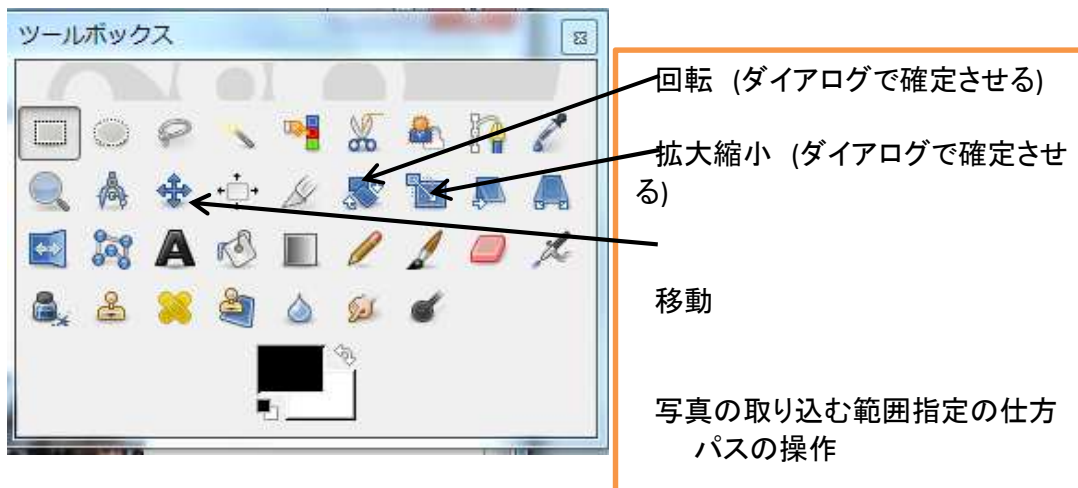 ツールボックス
回転 (ダイアログで確定させる)
拡大縮小 (ダイアログで確定させ
る)
移動
写真の取り込む範囲指定の仕方
パスの操作